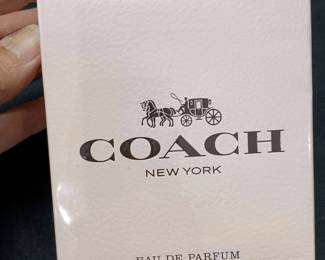 COACH
NEW YORK
EAU DE PARFUM